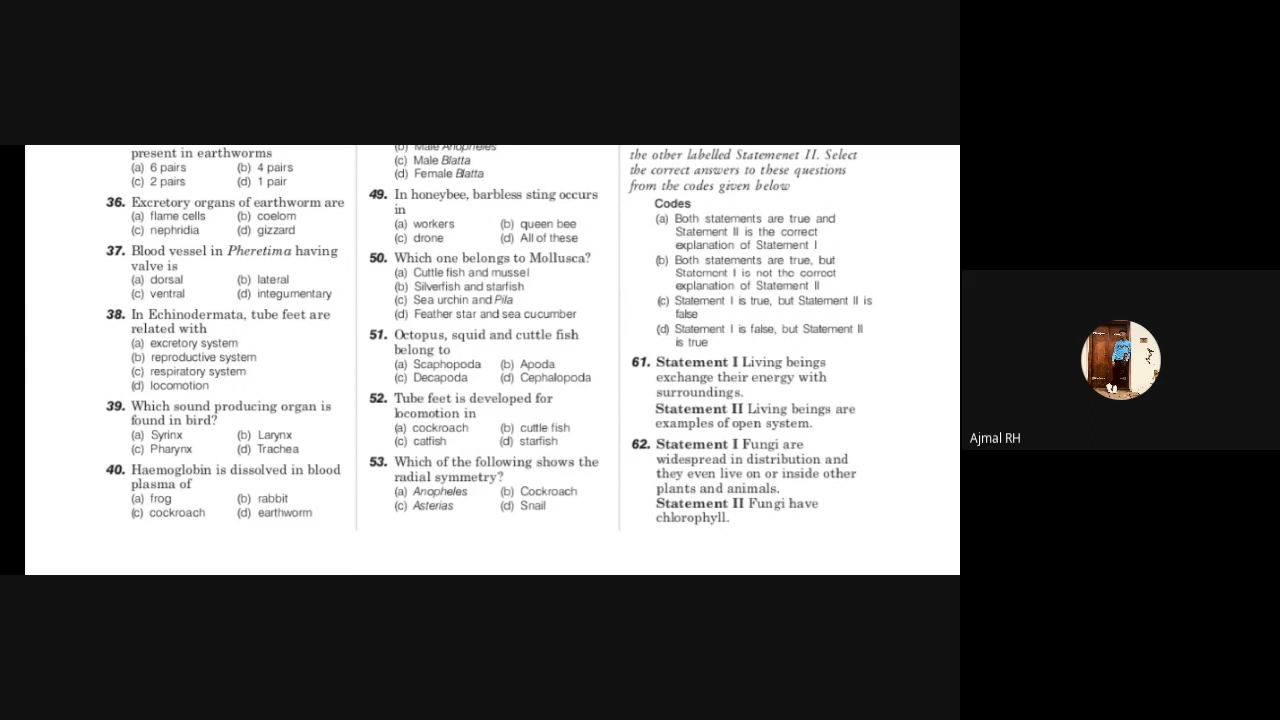 present in earthworms
(a) 6 pairs (b) 4 pairs
(c) 2 pairs (d) 1 pair
36. Excretory organs of earthworm are
(a) flame cells (b) coelom
(c) nephridia (d) gizzard
37. Blood vessel in Pheretima having
valve is
(a) dorsal (b) lateral
(c) ventral (d) integumentary
38. In Echinodermata, tube feet are
related with
(a) excretory system
(b) reproductive system
(c) respiratory system
(d) locomotion
39. Which sound producing organ is
found in bird?
(a) Syrinx (b) Larynx
(c) Pharynx (d) Trachea
40. Haemoglobin is dissolved in blood
plasma of
(a) frog (b) rabbit
(c) cockroach (d) earthworm
(b) Male Anopheles
(c) Male Blatta
(d) Female Blatta
49. In honeybee, barbless sting occurs
in
(a) workers (b) queen bee
(c) drone (d) All of these
50. Which one belongs to Mollusca?
(a) Cuttle fish and mussel
(b) Silverfish and starfish
(c) Sea urchin and Pila
(d) Feather star and sea cucumber
51. Octopus, squid and cuttle fish
belong to
(a) Scaphopoda (b) Apoda
(c) Decapoda (d) Cephalopoda
52. Tube feet is developed for
locomotion in
(a) cockroach (b) cuttle fish
(c) catfish (d) starfish
53. Which of the following shows the
radial symmetry?
(a) Anopheles (b) Cockroach
(c) Asterias (d) Snail
the other labelled Statemenet II. Select
the correct answers to these questions
from the codes given below
Codes
(a) Both statements are true and
Statement II is the correct
explanation of Statement I
(b) Both statements are true, but
Statement I is not the correct
explanation of Statement II
(c) Statement I is true, but Statement II is
false
(d) Statement I is false, but Statement II
is true
61. Statement I Living beings
exchange their energy with
surroundings.
Statement II Living beings are
examples of open system.
62. Statement I Fungi are
widespread in distribution and
they even live on or inside other
plants and animals.
Statement II Fungi have
chlorophyll.
Ajmal RH